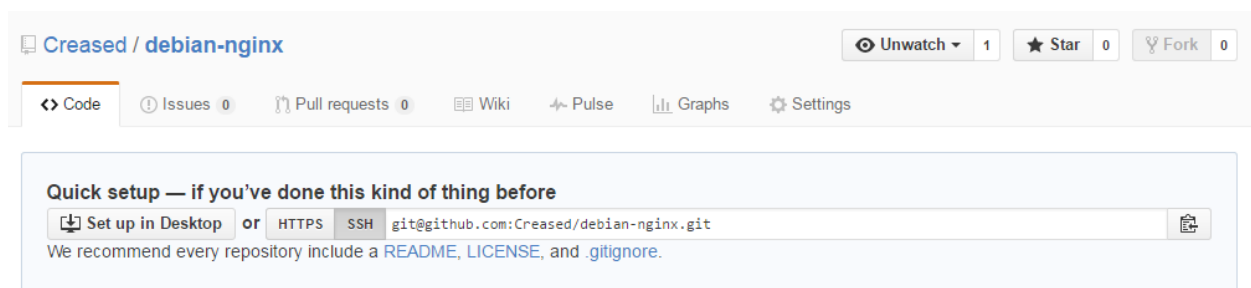 Creased / debian-nginx
Unwatch 1 Star 0 Fork 0
Code Issues 0 Pull requests 0 Wiki Pulse Graphs Settings
Quick setup — if you’ve done this kind of thing before
Set up in Desktop or HTTPS SSH git@github.com:Creased/debian-nginx.git
We recommend every repository include a README, LICENSE, and .gitignore.